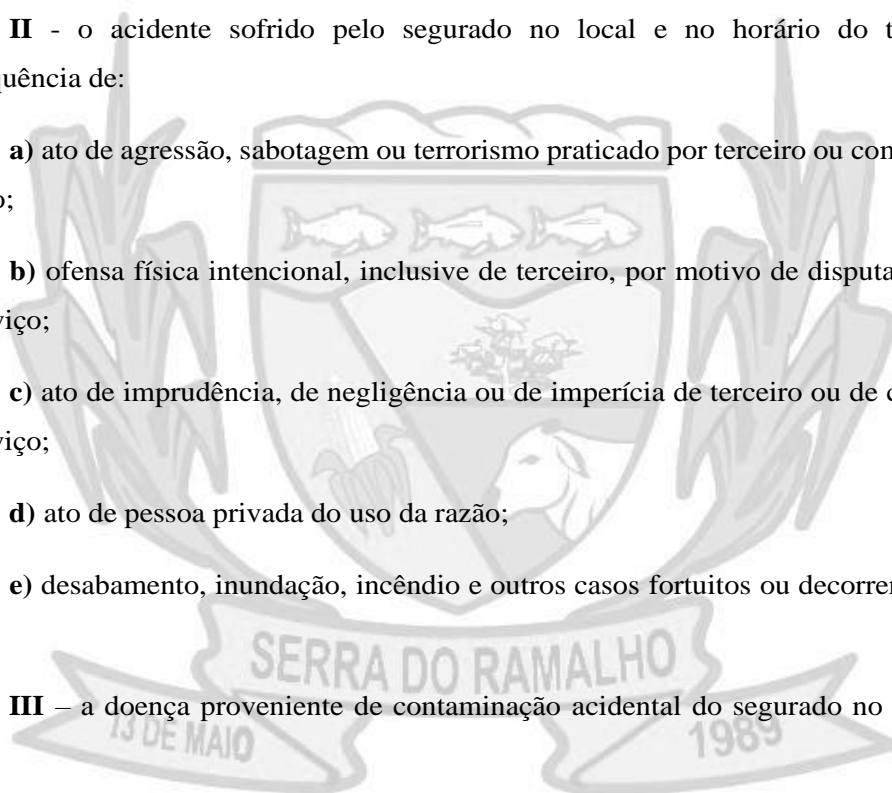 II - o acidente sofrido pelo segurado no local e no horário do t
uência de:
a) ato de agressão, sabotagem ou terrorismo praticado por terceiro ou con
o;
b) ofensa física intencional, inclusive de terceiro, por motivo de disputa
viço;
c) ato de imprudência, de negligência ou de imperícia de terceiro ou de c
viço;
d) ato de pessoa privada do uso da razão;
e) desabamento, inundação, incêndio e outros casos fortuitos ou decorrer
SERRA DO RAMALHO
III – a doença proveniente de contaminação acidental do segurado no
13 DE MAIO
1989